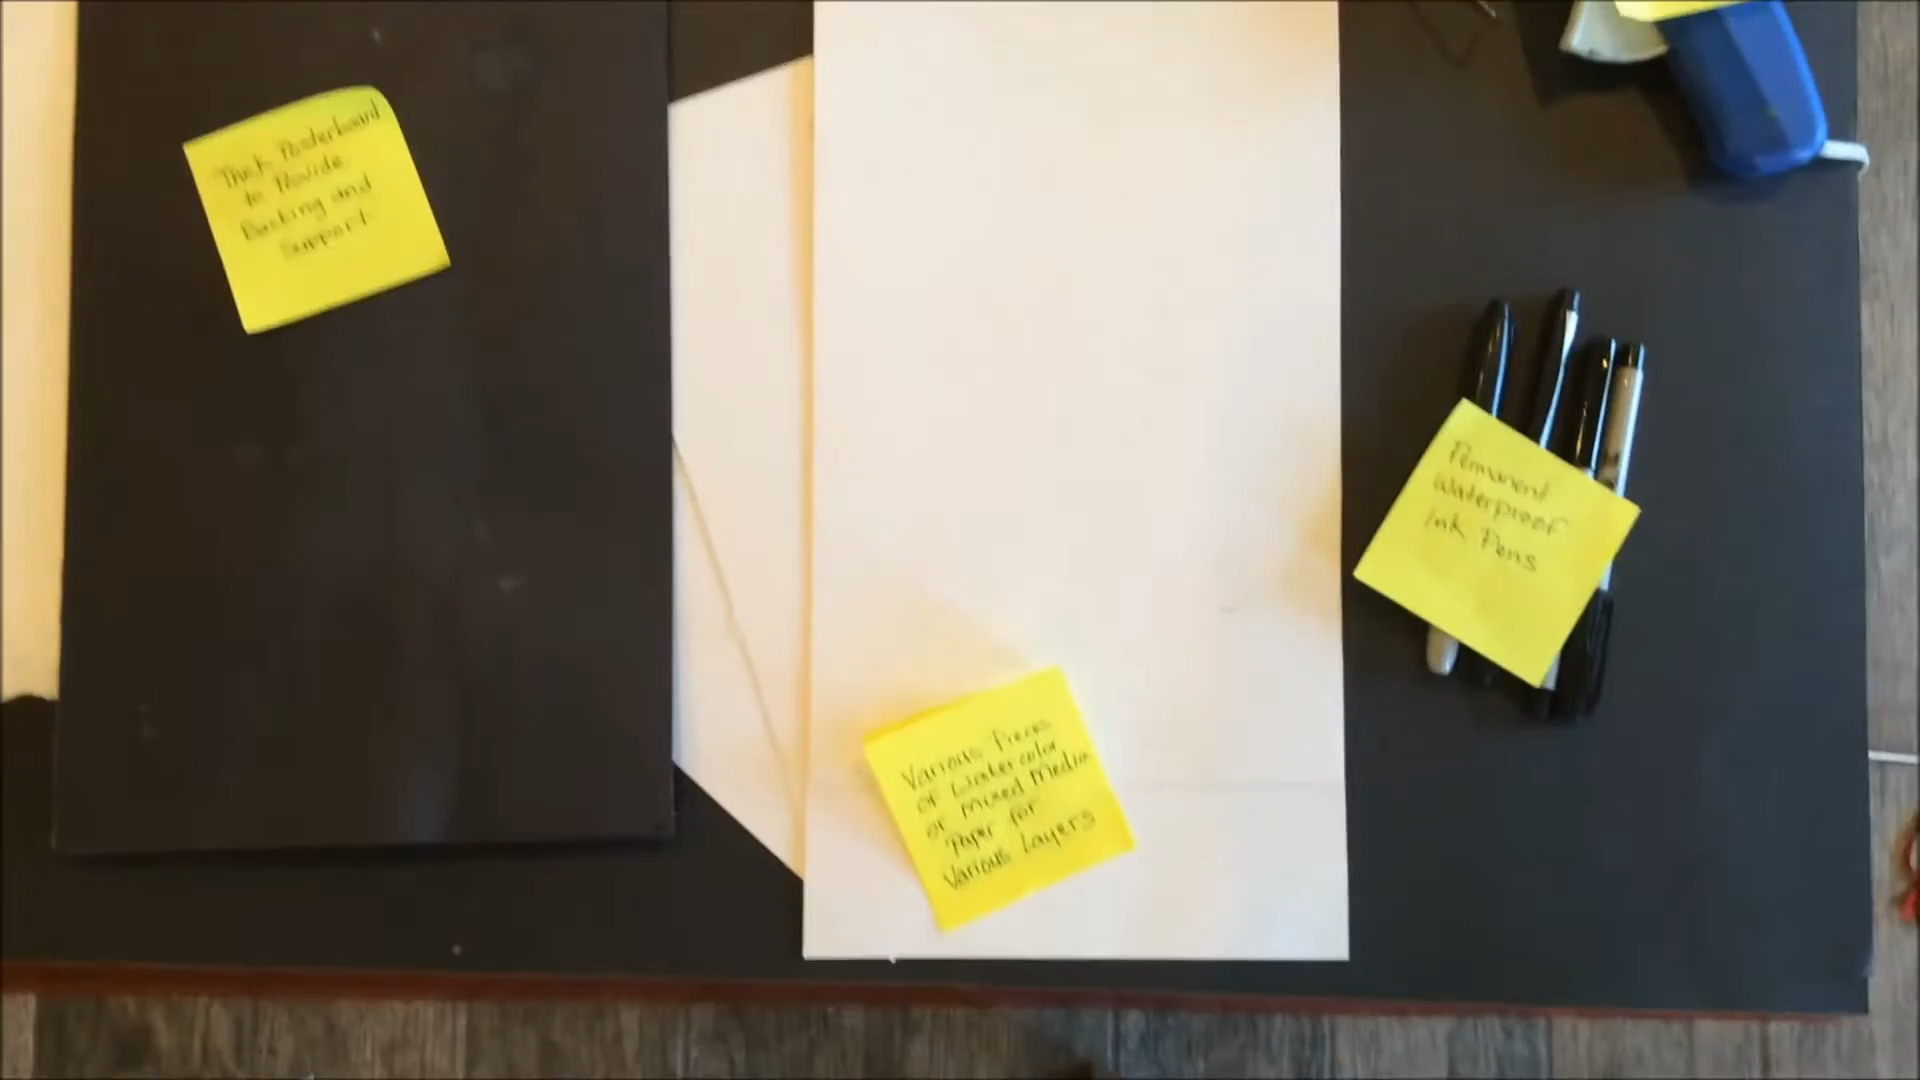 Thick Posterboard
to Provide
Backing and
Support
Various Pieces
of Watercolor
or Mixed Media
Paper for
Various Layers
Permanent
Waterproof
Ink Pens